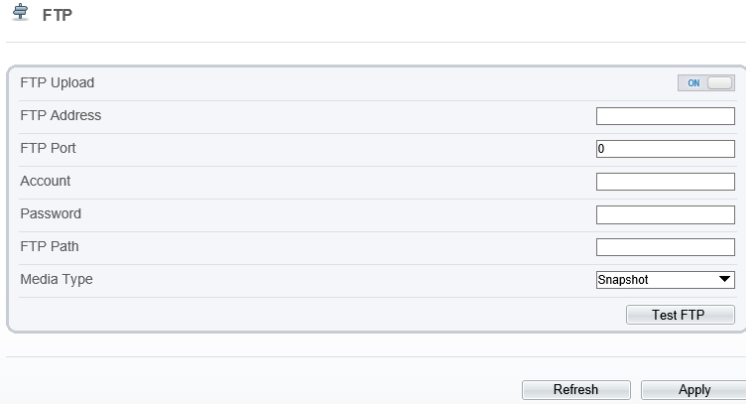 FTP
FTP Upload ON
FTP Address
FTP Port 0
Account
Password
FTP Path
Media Type Snapshot
Test FTP
Refresh Apply